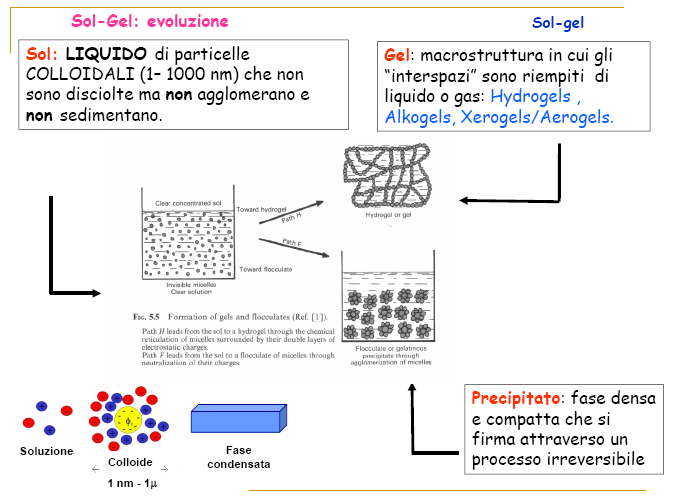 Sol-Gel: evoluzione
Sol-gel
Sol: LIQUIDO di particelle
COLLOIDALI (1– 1000 nm) che non
sono disciolte ma non agglomerano e
non sedimentano.
Gel: macrostruttura in cui gli
“interspazi” sono riempiti di
liquido o gas: Hydrogels ,
Alkogels, Xerogels/Aerogels.
Clear concentrated sol
Toward hydrogel
Path H
Hydrogel or gel
Path F
Toward flocculate
Invisible micelles
Clear solution
Flocculate or gelatinous
precipitate through
agglomerization of micelles
FIG. 5.5 Formation of gels and flocculates (Ref. [1]).
Path H leads from the sol to a hydrogel through the chemical
reticulation of micelles surrounded by their double layers of
electrostatic charges.
Path F leads from the sol to a flocculate of micelles through
neutralization of their charges.
Precipitato: fase densa
e compatta che si
firma attraverso un
processo irreversibile
Soluzione
Colloide
1 nm - 1μ
Fase
condensata